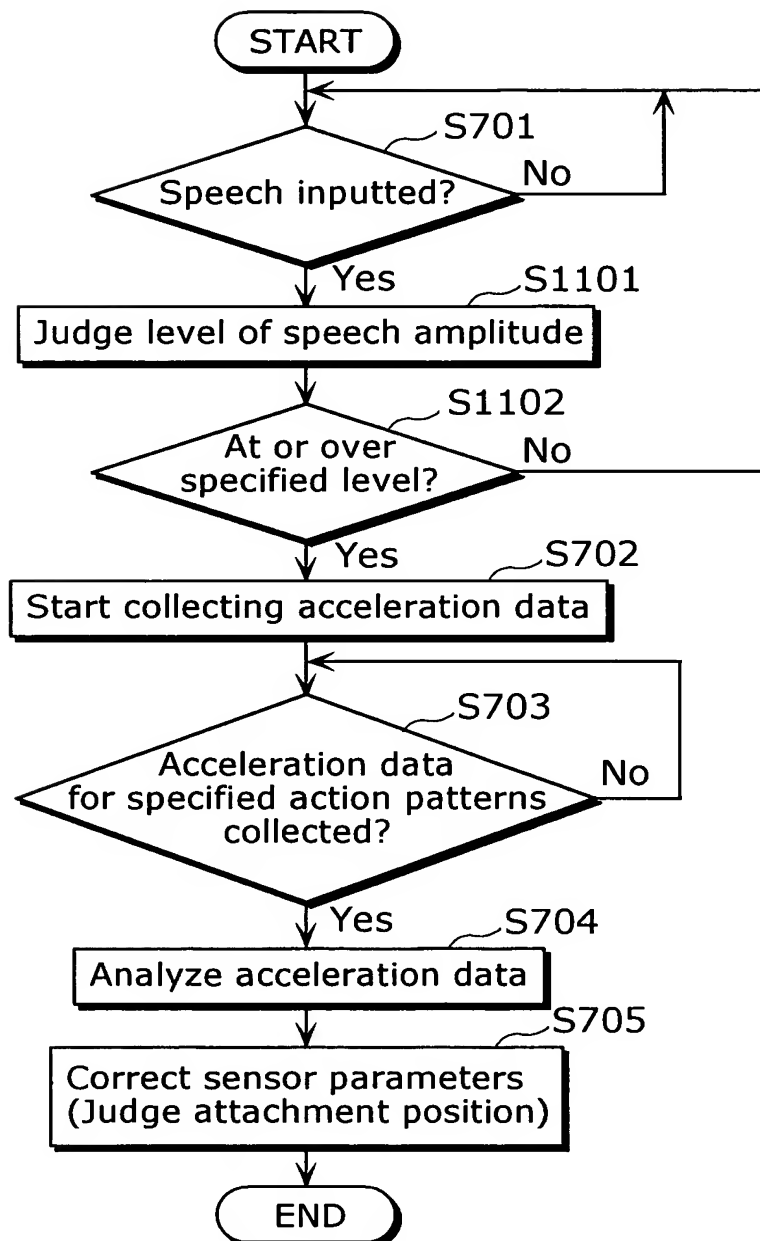 START
S701
Speech inputted?
No
Yes
S1101
Judge level of speech amplitude
S1102
At or over
specified level?
No
Yes
S702
Start collecting acceleration data
S703
Acceleration data
for specified action patterns
collected?
No
Yes
S704
Analyze acceleration data
S705
Correct sensor parameters
(Judge attachment position)
END